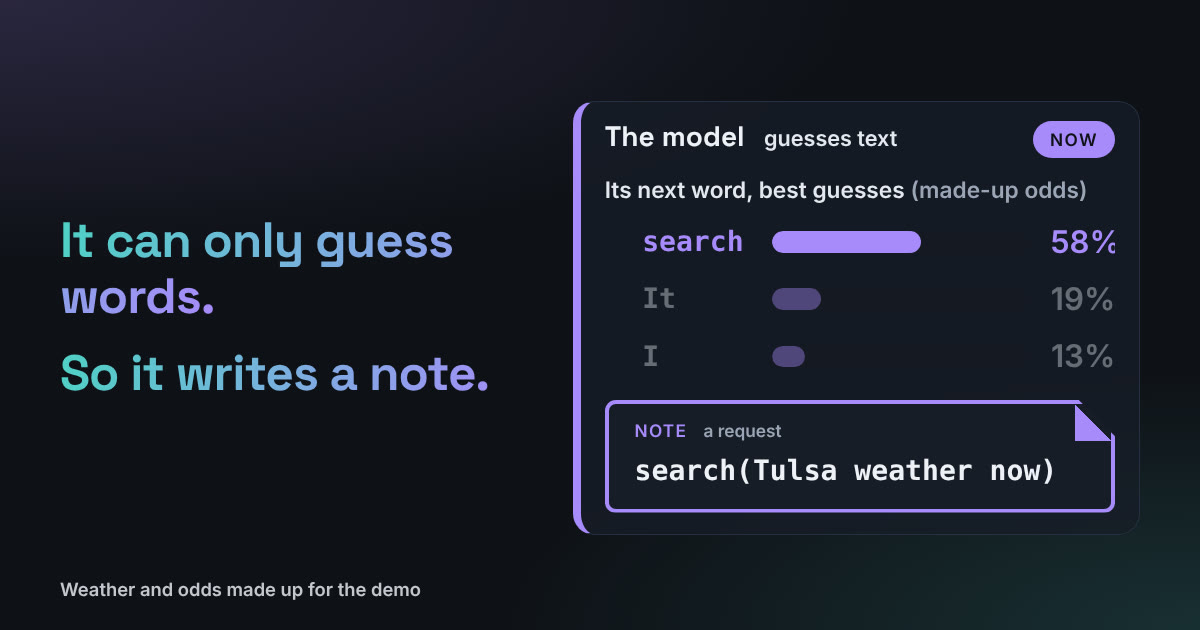 It can only guess
words.
So it writes a note.
The model guesses text NOW
Its next word, best guesses (made-up odds)
search 58%
It 19%
I 13%
NOTE a request
search(Tulsa weather now)
Weather and odds made up for the demo